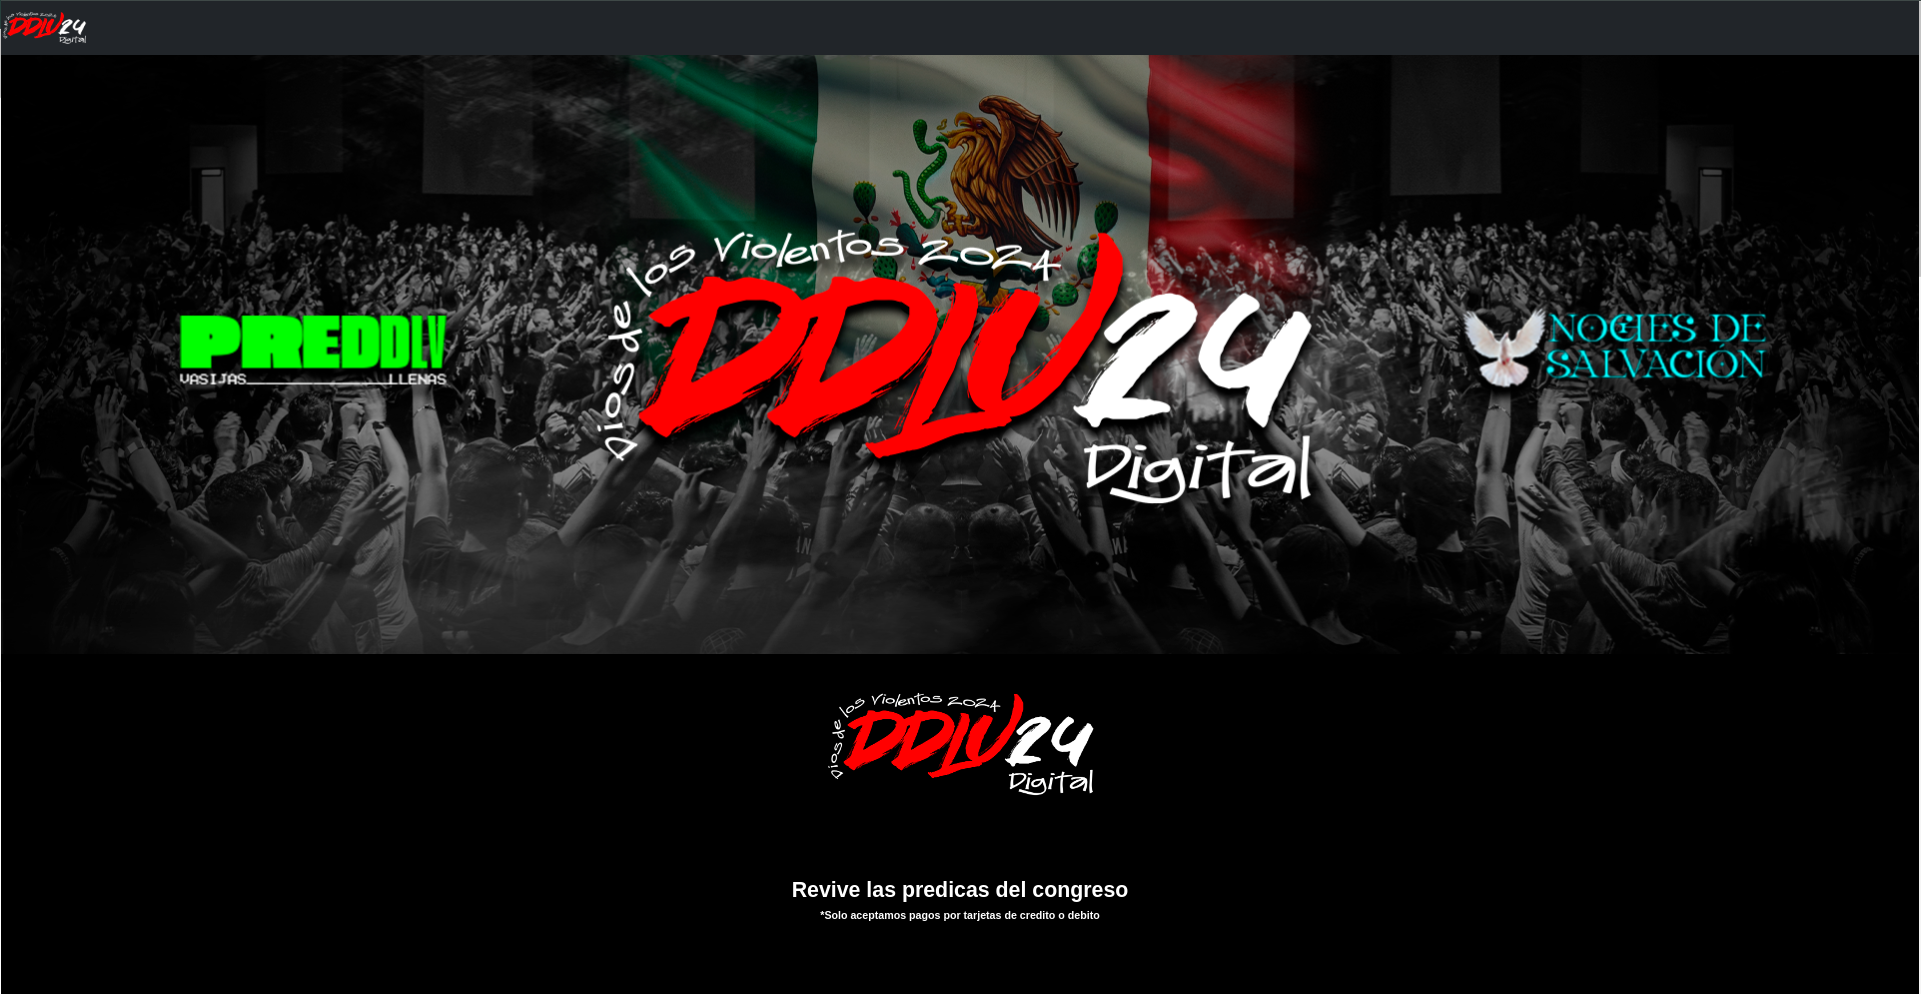 Dios de los Violentos 2024
DDLV24
Digital
Dios de los Violentos 2024
DDLV24
Digital
PREDDLV
VASIJAS LLENAS
NOCHES DE
SALVACION
Dios de los Violentos 2024
DDLV24
Digital
Revive las predicas del congreso
*Solo aceptamos pagos por tarjetas de credito o debito